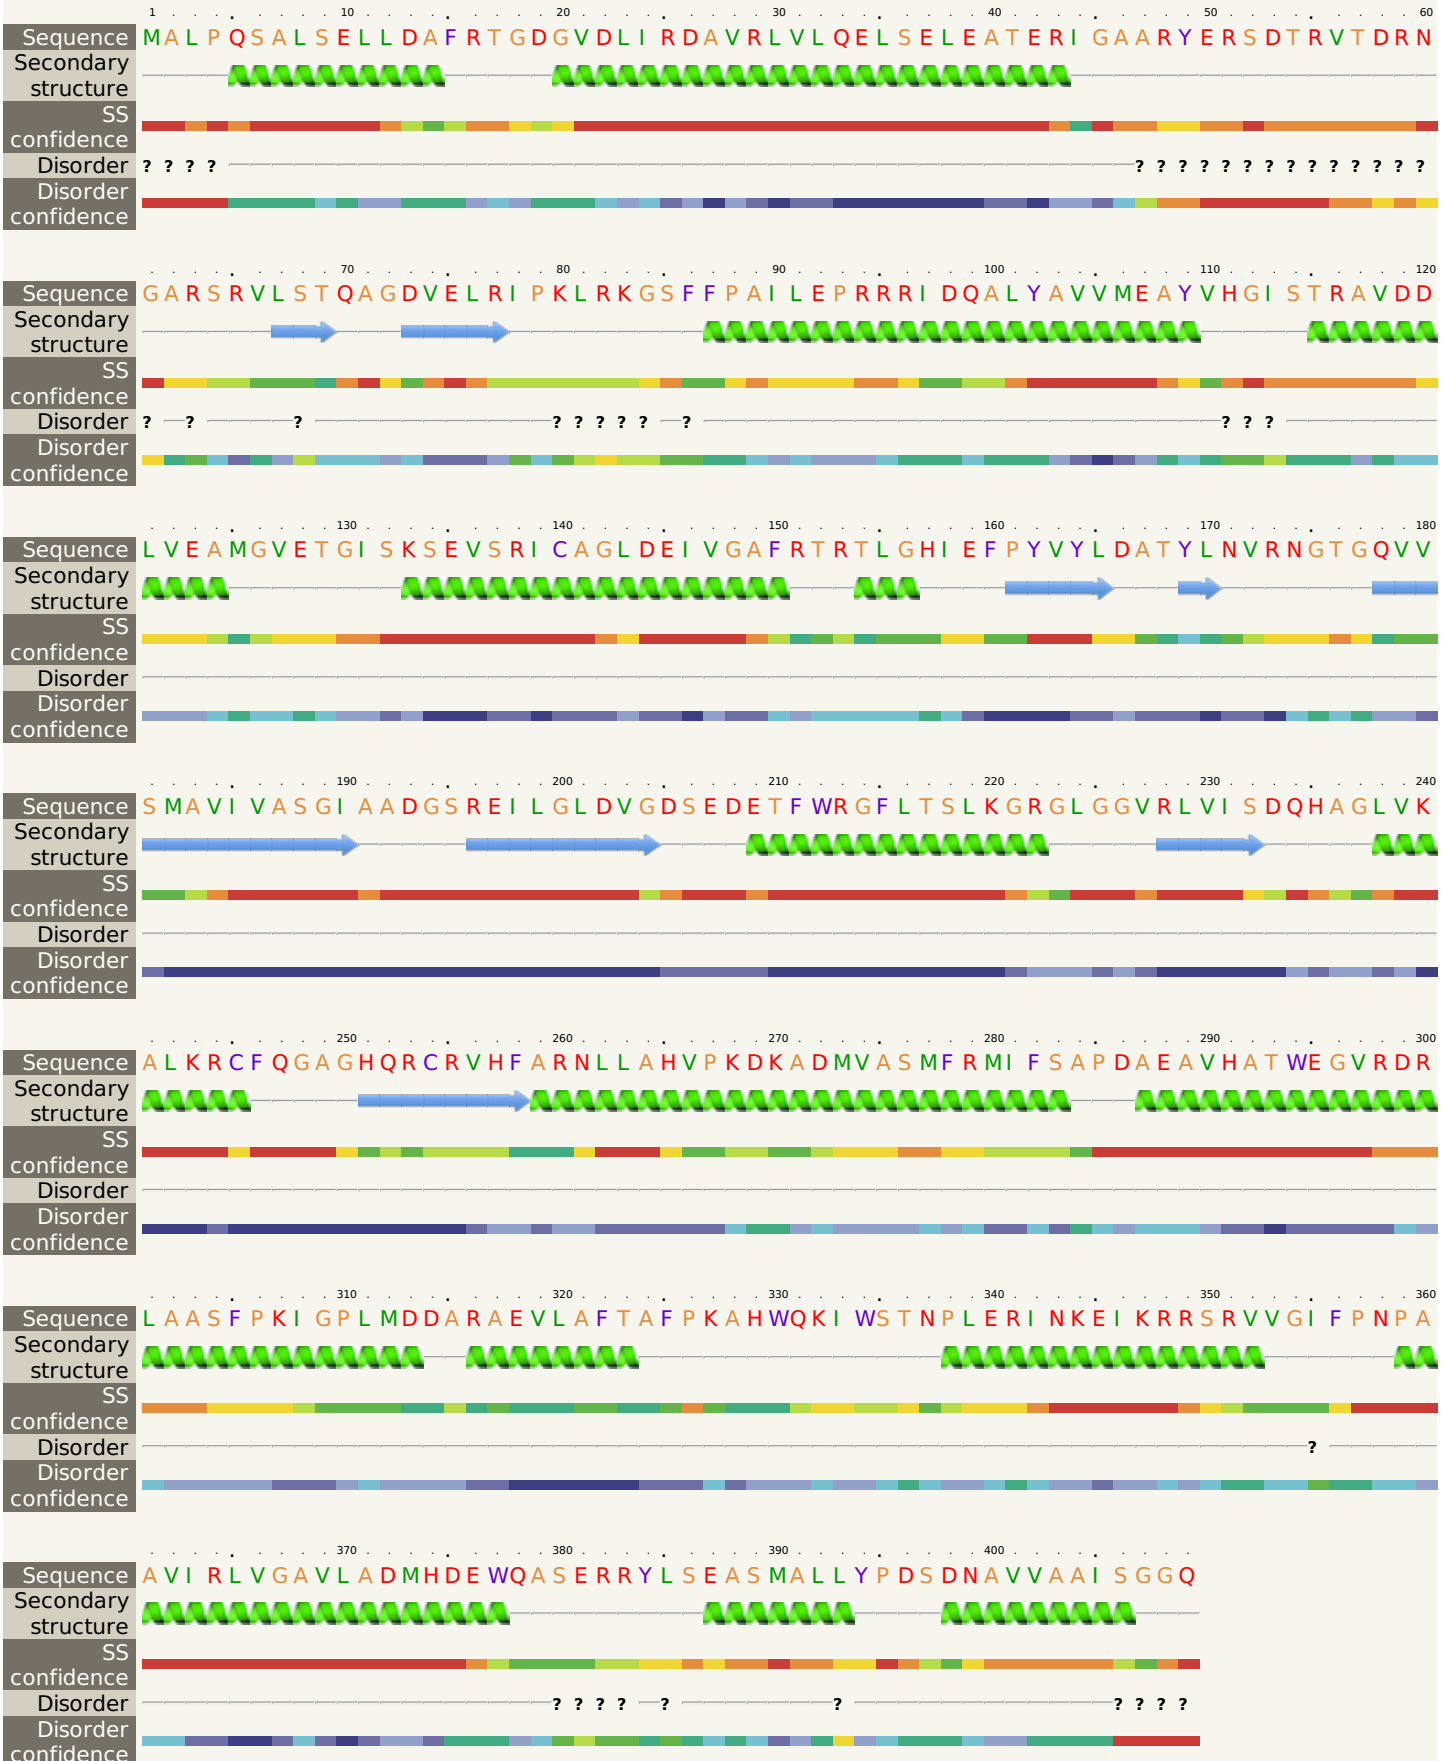 1 10 20 30 40 50 60
Sequence MALPQSALSELLDAFRTGDGVDLIRDAVRLVLQELSELEATERIGAARYERSDTRVTDRN
Secondary
structure
SS
confidence
Disorder ? ? ? ? ? ? ? ? ? ? ? ? ? ? ? ? ? ?
Disorder
confidence
70 80 90 100 110 120
Sequence GARSRVLSTQAGDVELRIPKLRKGSFFPAILEPRRRIDQALYAVVMEAYVHGISTRAVDD
Secondary
structure
SS
confidence
Disorder ? ? ? ? ? ? ? ? ? ? ? ?
Disorder
confidence
130 140 150 160 170 180
Sequence LVEAMGVETGISKSEVSRICAGLDEIVGAFRTRTLGHIEFPYVYLDATYLNVRNGTGQVV
Secondary
structure
SS
confidence
Disorder
Disorder
confidence
190 200 210 220 230 240
Sequence SMAVIVASGIAADGSREILGLDVGDSEDETFWRGFLTSLKGRGLGGVRLVISDQHAGLVK
Secondary
structure
SS
confidence
Disorder
Disorder
confidence
250 260 270 280 290 300
Sequence ALKRCFQGAGHQRCRVHFARNLLAHVPKDKADMVASMFRMIFSAPDAEAVHATWEGVRDR
Secondary
structure
SS
confidence
Disorder
Disorder
confidence
310 320 330 340 350 360
Sequence LAASFPKIGPLMDDARAEVLAFTAFPKAHWQKIWSTNPLERINKEIKRRSRVVGIFPNPA
Secondary
structure
SS
confidence
Disorder ?
Disorder
confidence
370 380 390 400
Sequence AVIRLVGAVLADMHDEWQASERRYLSEASMALLYPDSDNAVVAAISGGQ
Secondary
structure
SS
confidence
Disorder ? ? ? ? ? ? ? ? ? ?
Disorder
confidence